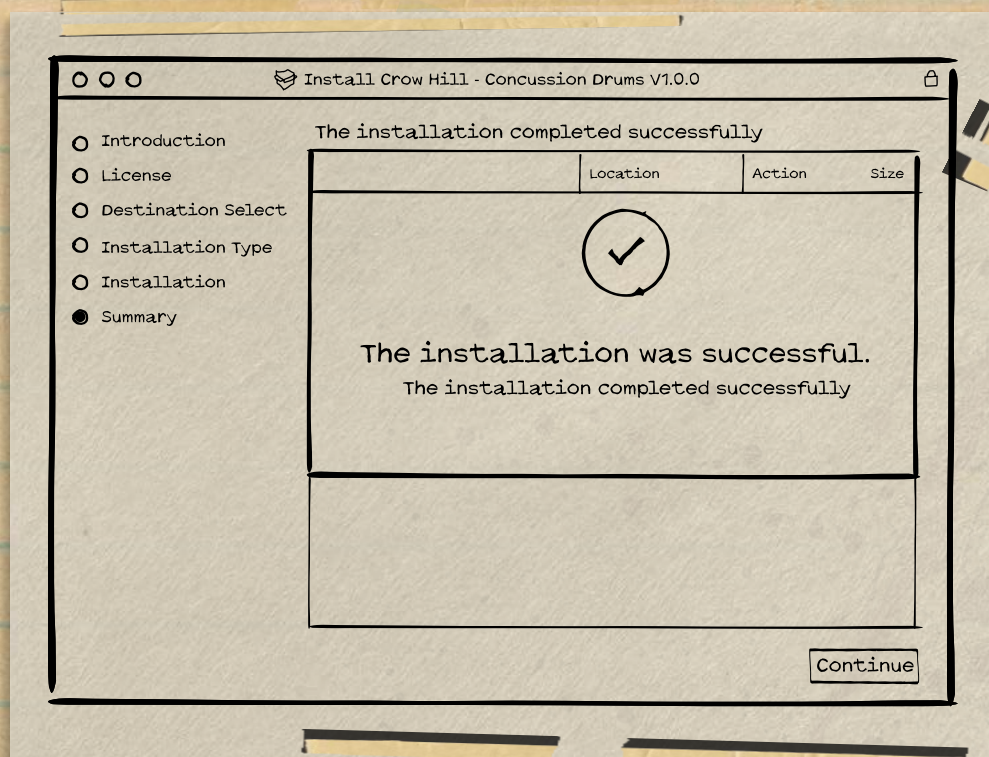 Install Crow Hill - Concussion Drums V1.0.0
Introduction
License
Destination Select
Installation Type
Installation
Summary
The installation completed successfully
Location Action Size
The installation was successful.
The installation completed successfully
Continue